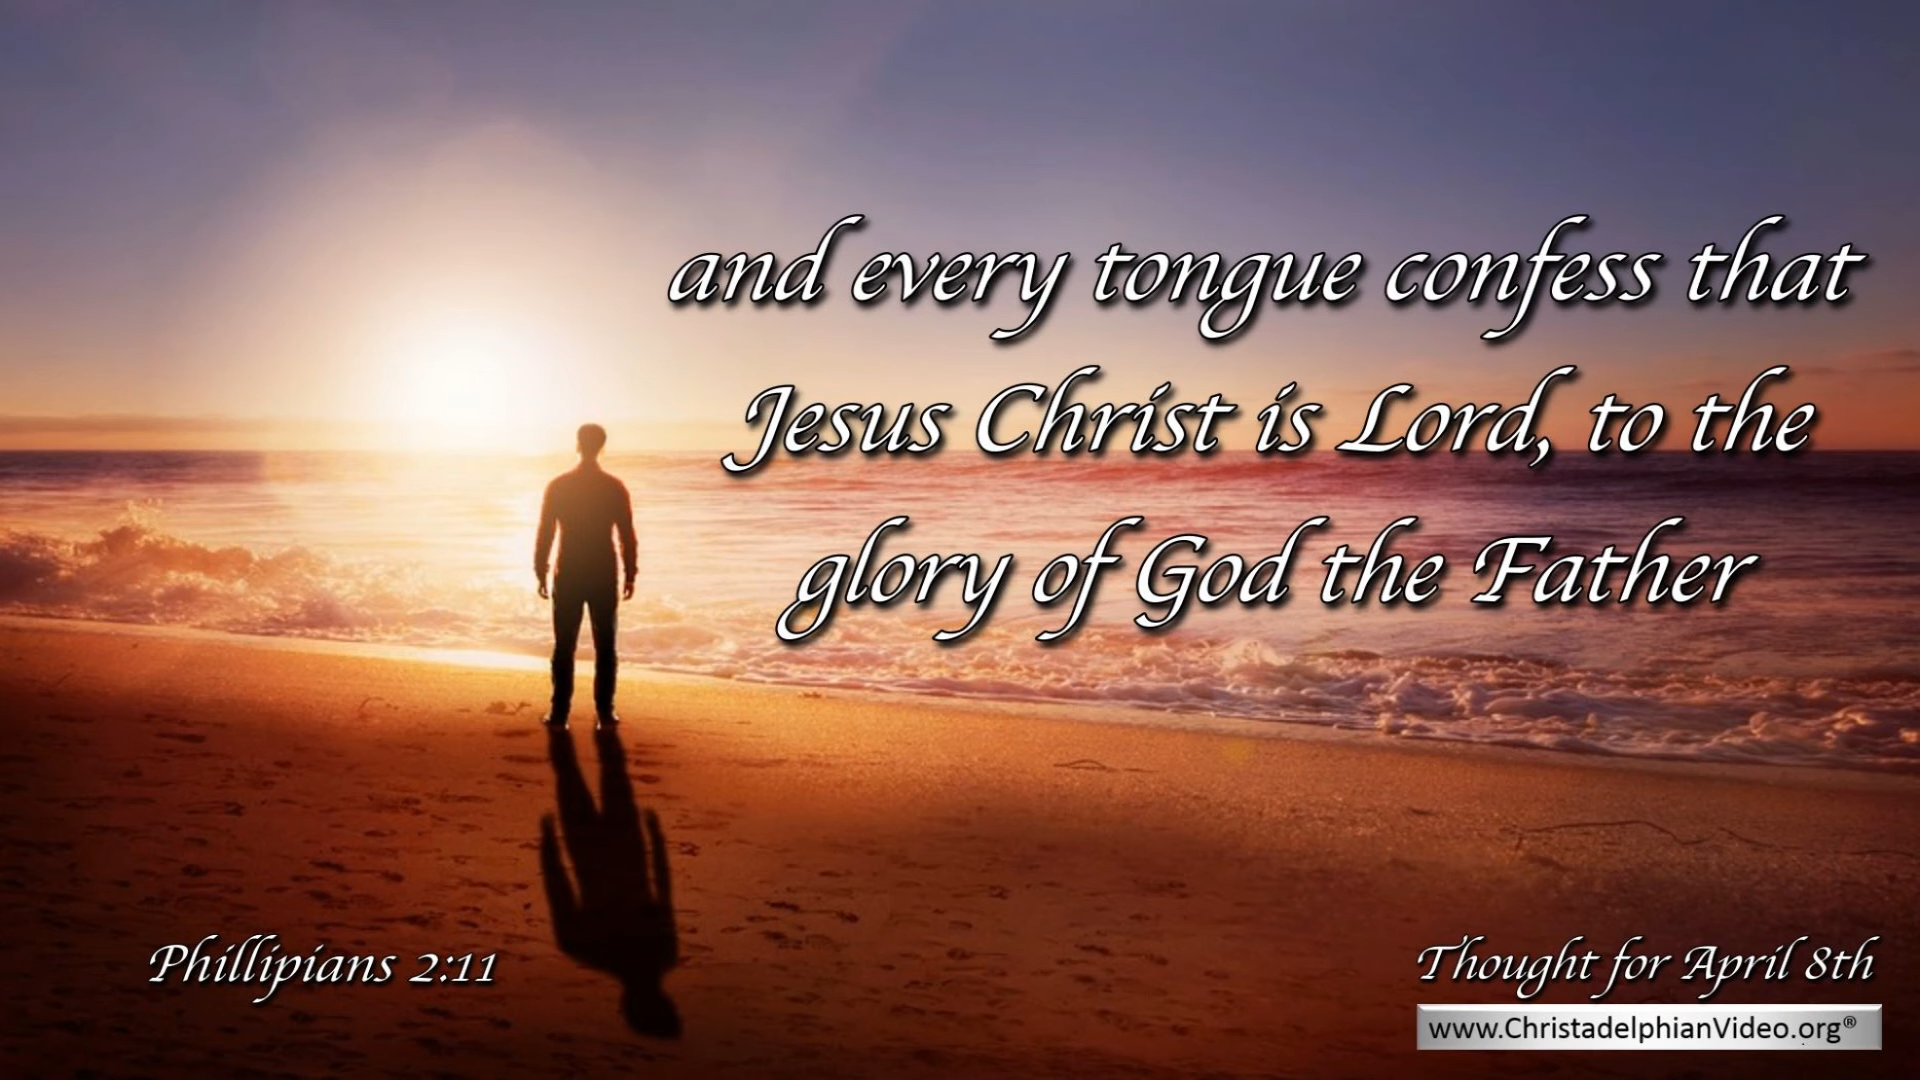 and every tongue confess that
Jesus Christ is Lord, to the
glory of God the Father
Phillipians 2:11
Thought for April 8th
www.ChristadelphianVideo.org®